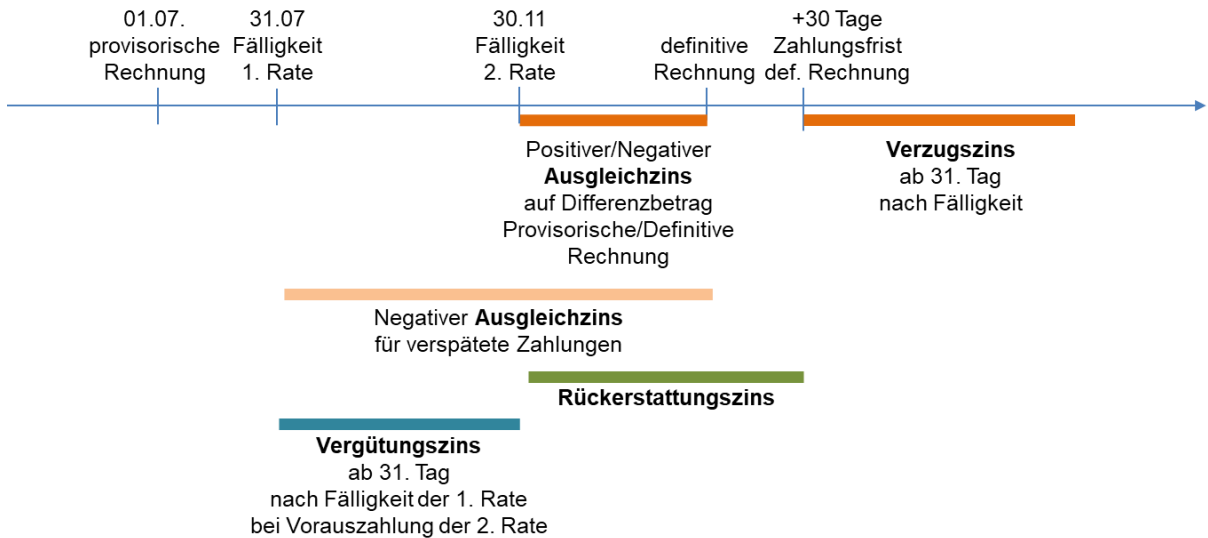 01.07.
provisorische
Rechnung
31.07
Fälligkeit
1. Rate
30.11
Fälligkeit
2. Rate
definitive
Rechnung
+30 Tage
Zahlungsfrist
def. Rechnung
Positiver/Negativer
Ausgleichzins
auf Differenzbetrag
Provisorische/Definitive
Rechnung
Verzugszins
ab 31. Tag
nach Fälligkeit
Negativer Ausgleichzins
für verspätete Zahlungen
Rückerstattungszins
Vergütungszins
ab 31. Tag
nach Fälligkeit der 1. Rate
bei Vorauszahlung der 2. Rate